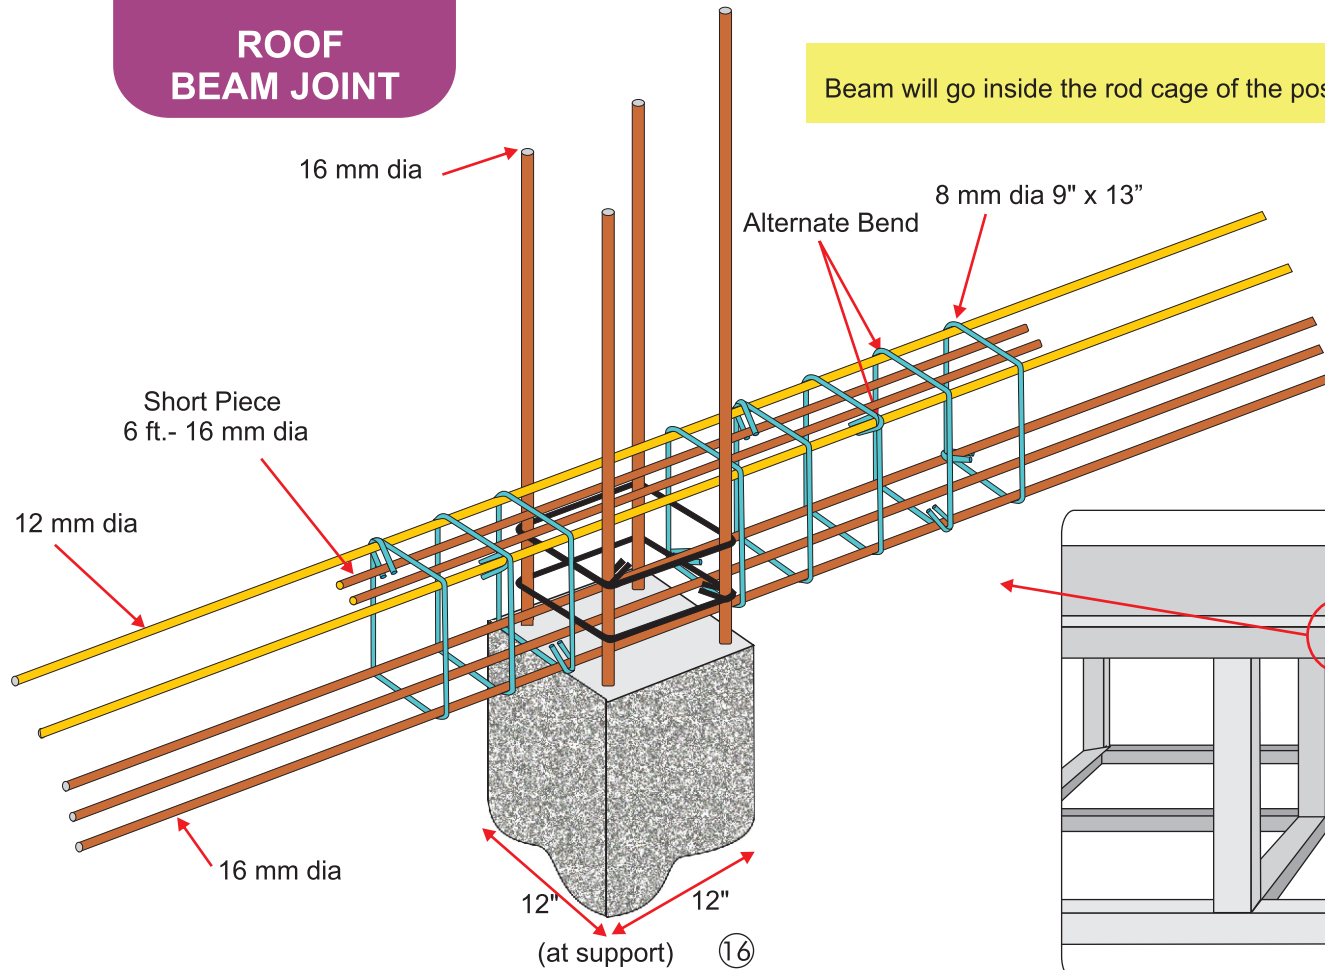 ROOF
BEAM JOINT
Beam will go inside the rod cage of the
16 mm dia
8 mm dia 9" x 13”
Alternate Bend
Short Piece
6 ft.- 16 mm dia
12 mm dia
16 mm dia
12"
12"
(at support)
16